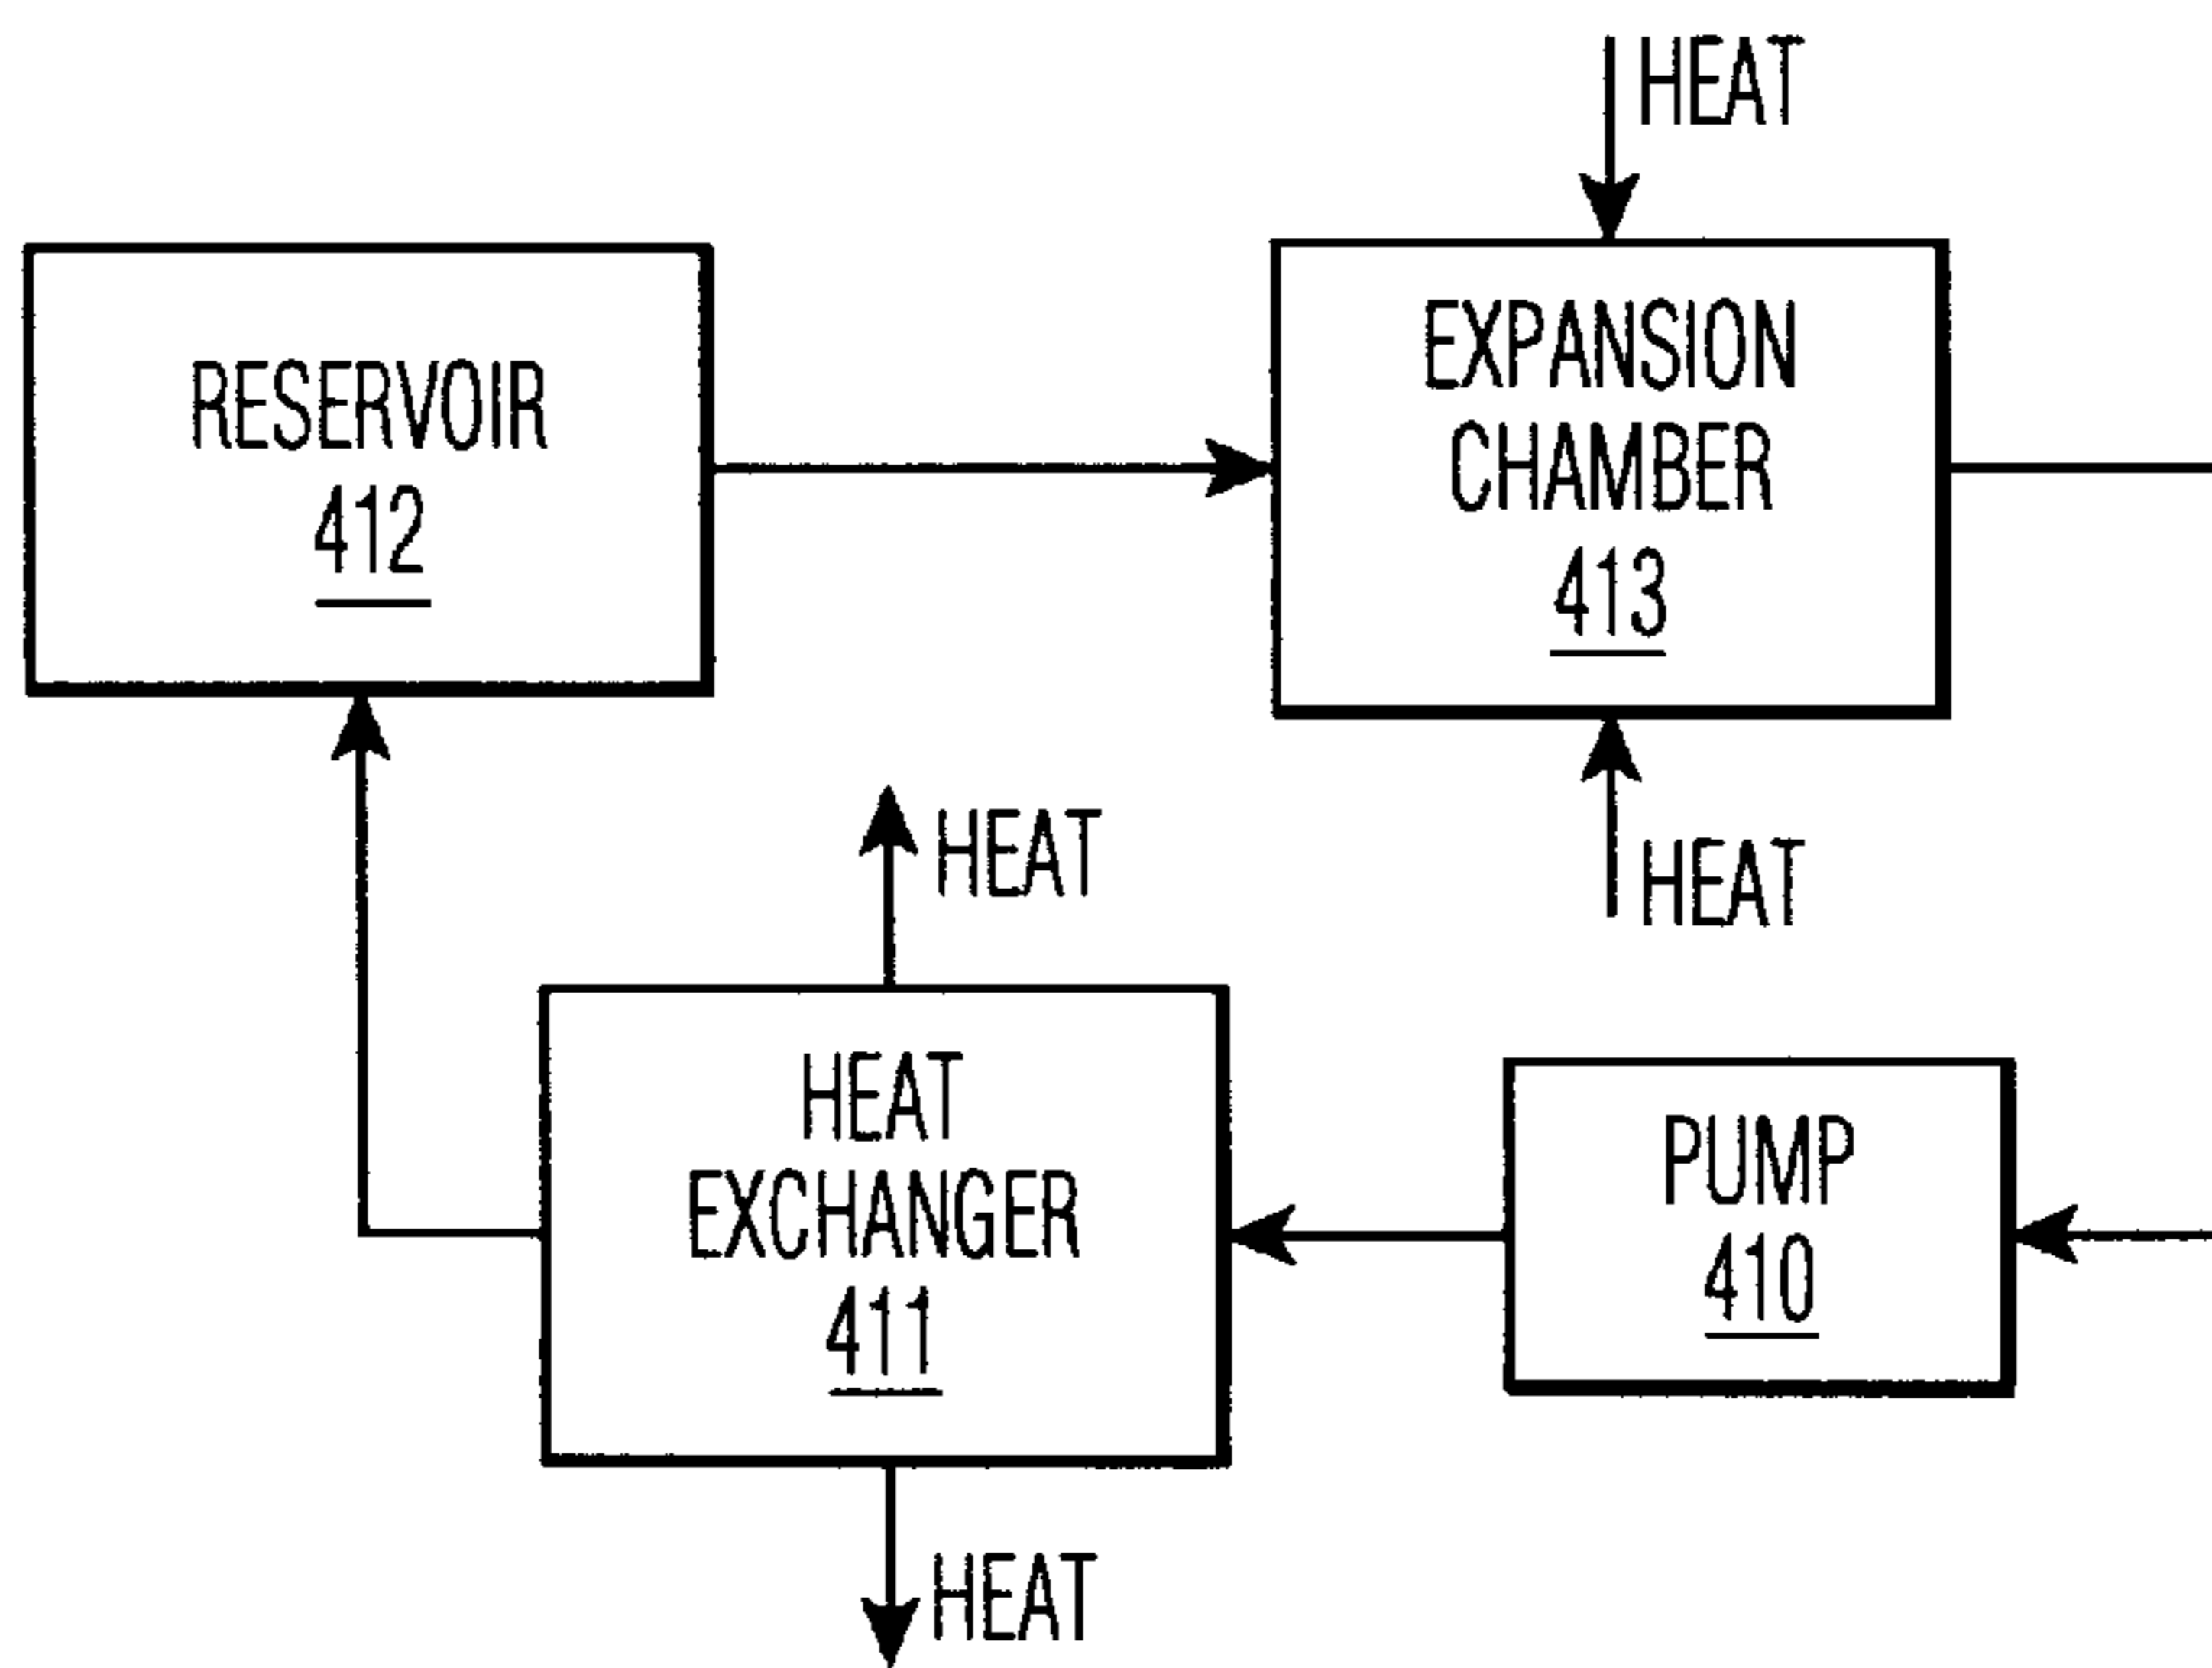 HEAT
RESERVOIR
412
EXPANSION
CHAMBER
413
HEAT
HEAT
HEAT
EXCHANGER
411
PUMP
410
HEAT